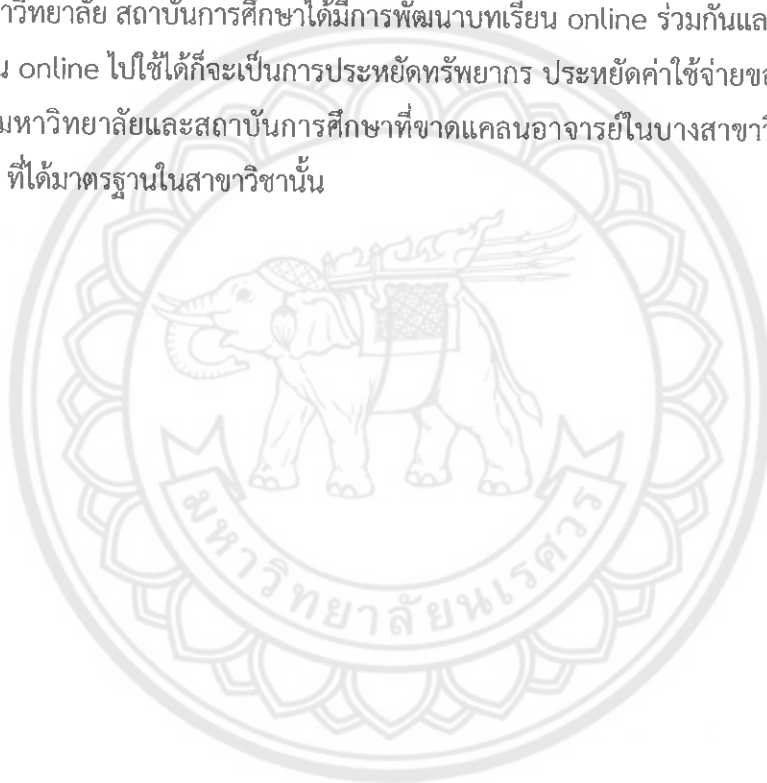 าวิทยาลัย สถาบันการศึกษาได้มีการพัฒนาบทเรียน online ร่วมกันแล
น online ไปใช้ได้ก็จะเป็นการประหยัดทรัพยากร ประหยัดค่าใช้จ่ายขอ
มหาวิทยาลัยและสถาบันการศึกษาที่ขาดแคลนอาจารย์ในบางสาขาวิ
ที่ได้มาตรฐานในสาขาวิชานั้น
มหาวิทยาลัยนเรศวร